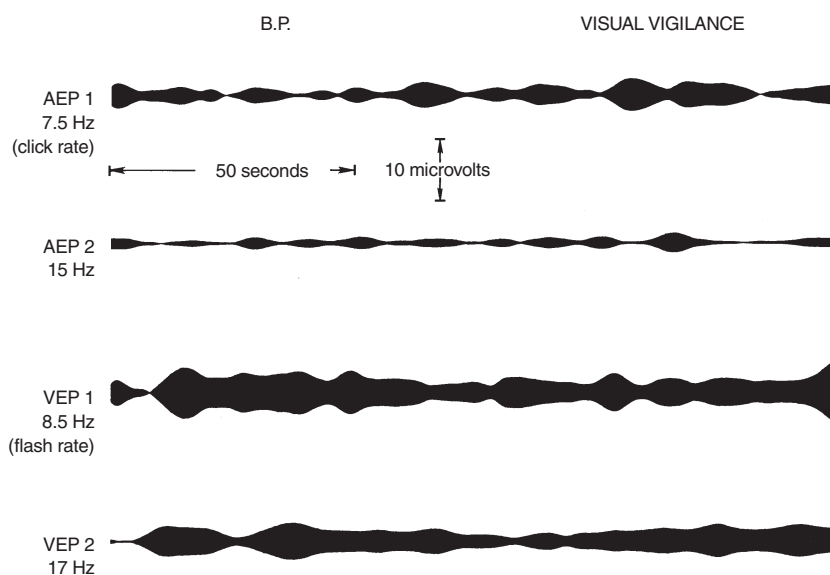 B.P. VISUAL VIGILANCE
AEP 1
7.5 Hz
(click rate)
50 seconds
10 microvolts
AEP 2
15 Hz
VEP 1
8.5 Hz
(flash rate)
VEP 2
17 Hz